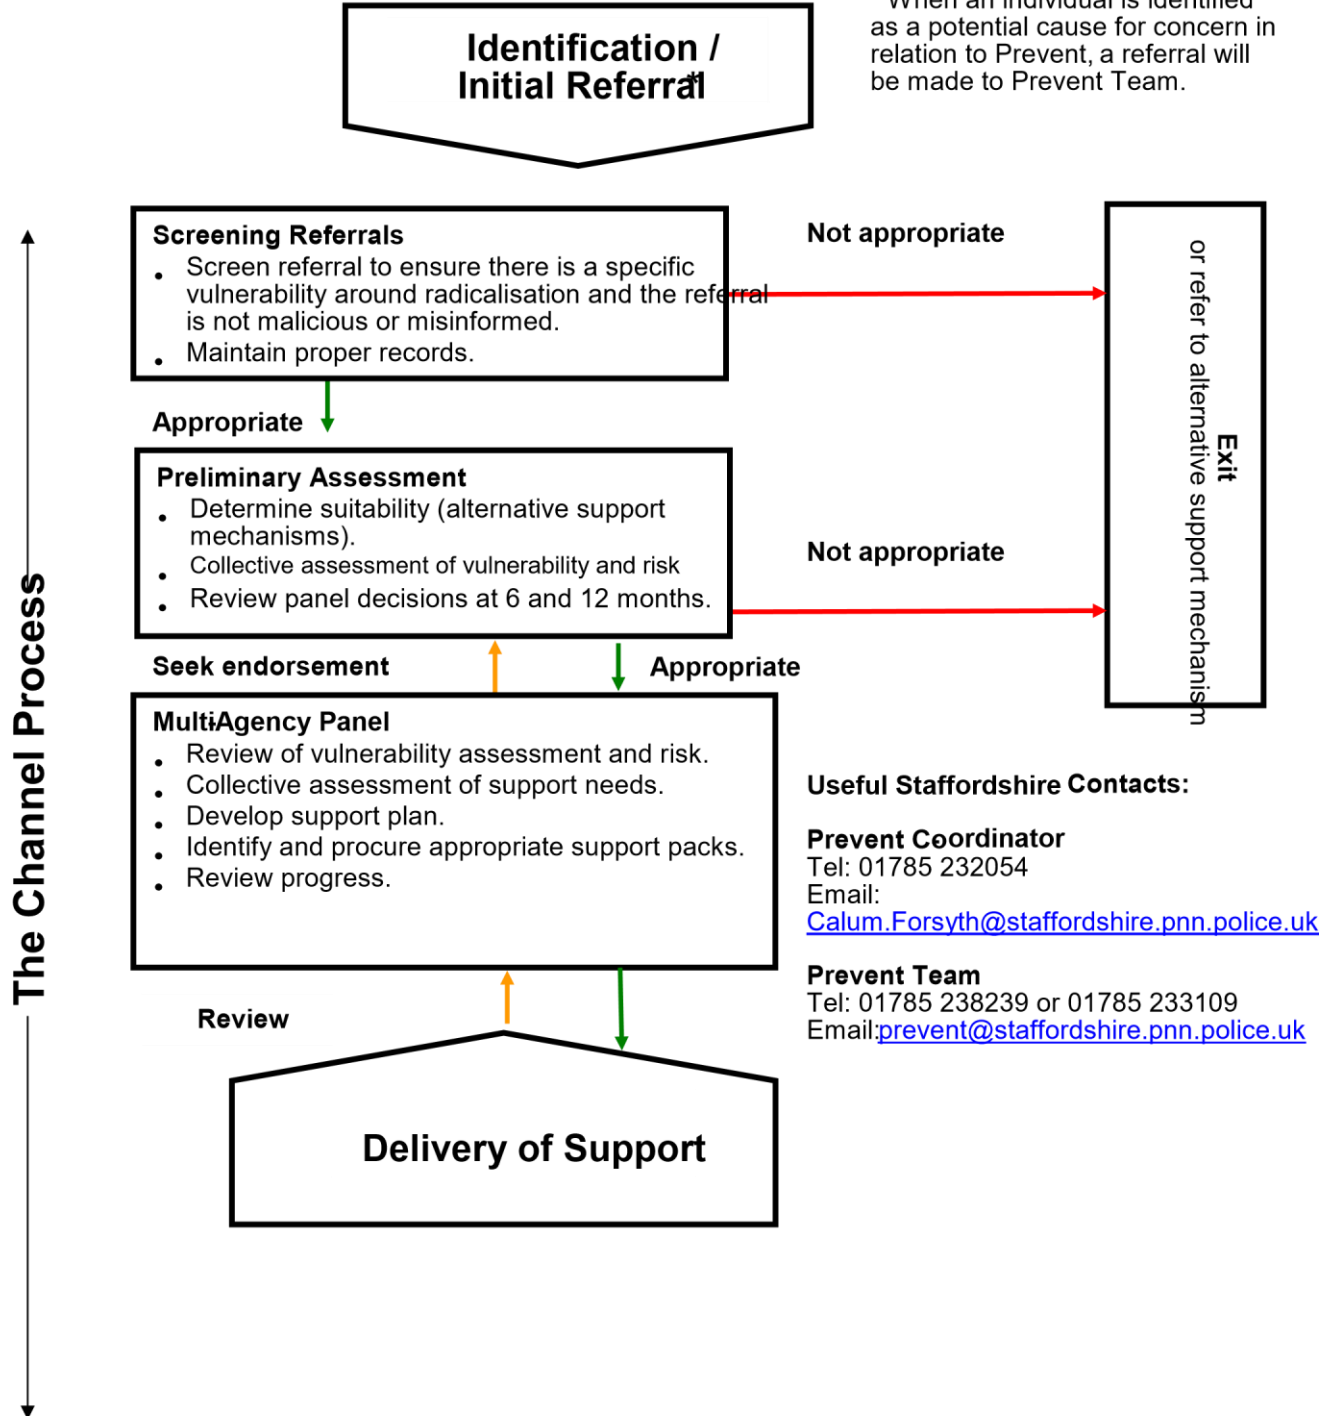 When an individual is identified
as a potential cause for concern in
relation to Prevent, a referral will
be made to Prevent Team.
Identification /
Initial Referral*
Screening Referrals
• Screen referral to ensure there is a specific
vulnerability around radicalisation and the referral
is not malicious or misinformed.
• Maintain proper records.
Not appropriate
Appropriate
Preliminary Assessment
• Determine suitability (alternative support
mechanisms).
• Collective assessment of vulnerability and risk
• Review panel decisions at 6 and 12 months.
Not appropriate
Exit
or refer to alternative support mechanism
Seek endorsement
Appropriate
Multi-Agency Panel
• Review of vulnerability assessment and risk.
• Collective assessment of support needs.
• Develop support plan.
• Identify and procure appropriate support packs.
• Review progress.
The Channel Process
Useful Staffordshire Contacts:
Prevent Coordinator
Tel: 01785 232054
Email:
Calum.Forsyth@staffordshire.pnn.police.uk
Prevent Team
Tel: 01785 238239 or 01785 233109
Email:prevent@staffordshire.pnn.police.uk
Review
Delivery of Support